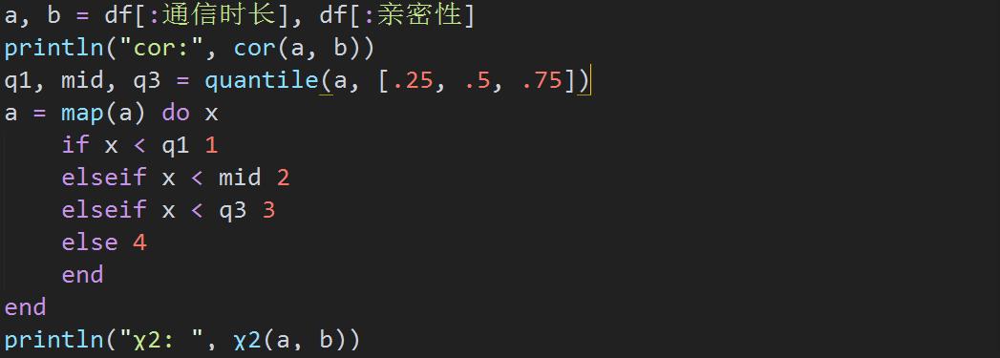 a, b = df[:通信时长], df[:亲密性]
println("cor:", cor(a, b))
q1, mid, q3 = quantile(a, [.25, .5, .75])
a = map(a) do x
    if x < q1 1
    elseif x < mid 2
    elseif x < q3 3
    else 4
    end
end
println("χ2: ", χ2(a, b))